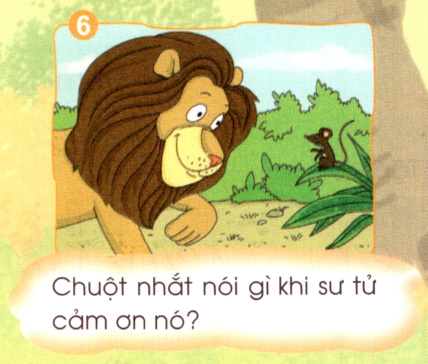 6
Chuột nhắt nói gì khi sư tử
cảm ơn nó?